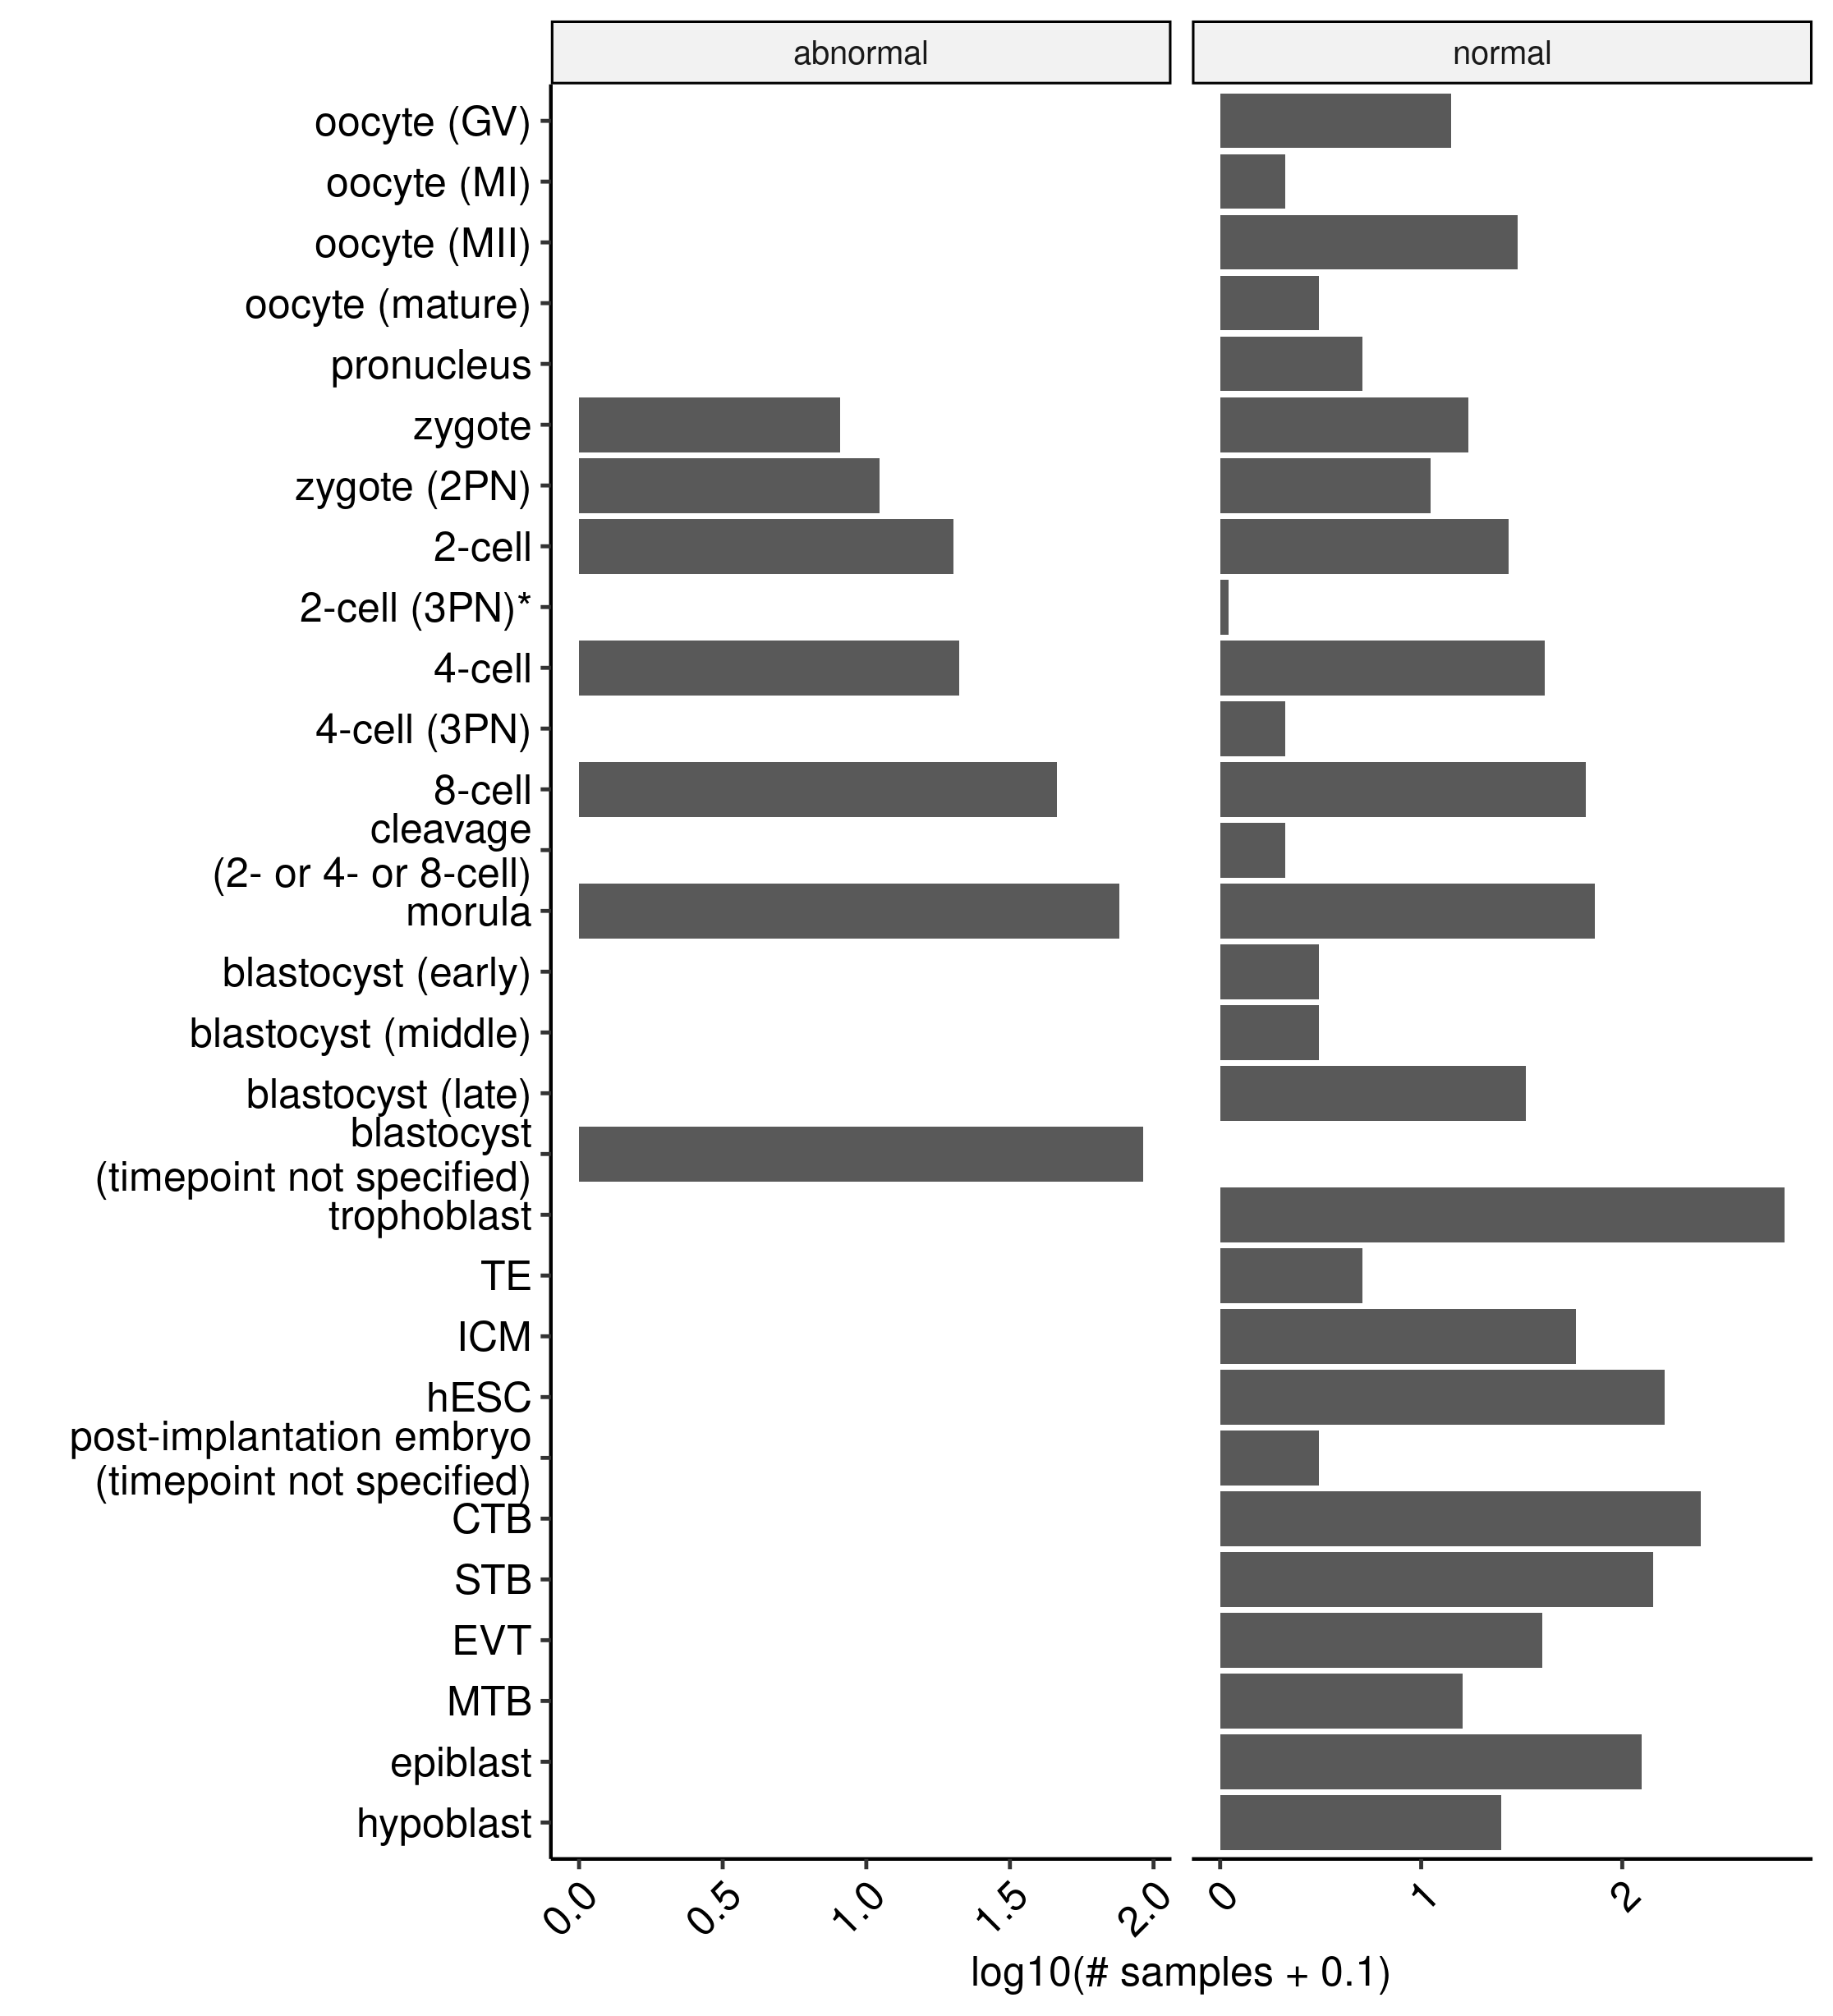 abnormal
normal
oocyte (GV)
oocyte (MI)
oocyte (MII)
oocyte (mature)
pronucleus
zygote
zygote (2PN)
2-cell
2-cell (3PN)*
4-cell
4-cell (3PN)
8-cell
cleavage
(2- or 4- or 8-cell)
morula
blastocyst (early)
blastocyst (middle)
blastocyst (late)
blastocyst
(timepoint not specified)
trophoblast
TE
ICM
hESC
post-implantation embryo
(timepoint not specified)
CTB
STB
EVT
MTB
epiblast
hypoblast
0.0 0.5 1.0 1.5 2.0
0 1 2
log10(# samples + 0.1)